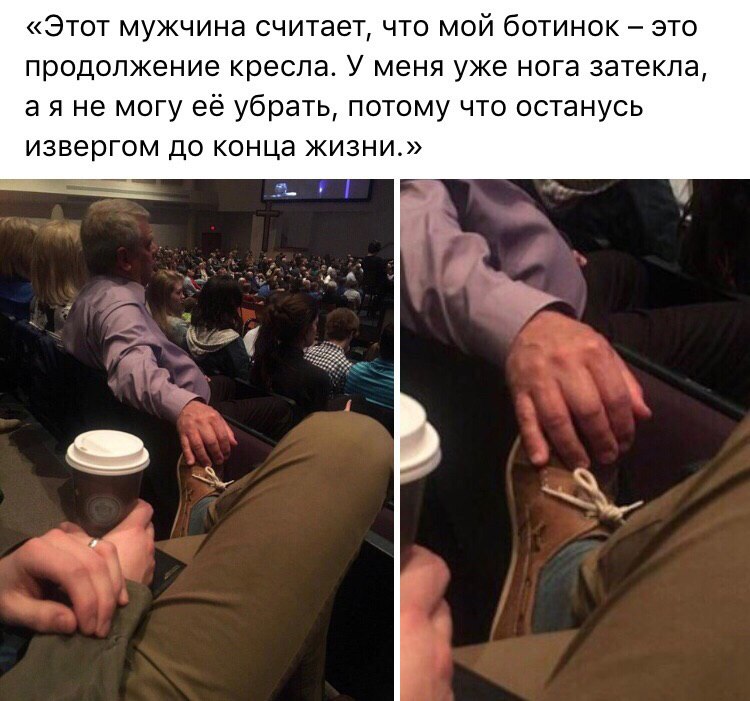 «Этот мужчина считает, что мой ботинок – это
продолжение кресла. У меня уже нога затекла,
а я не могу её убрать, потому что останусь
извергом до конца жизни.»